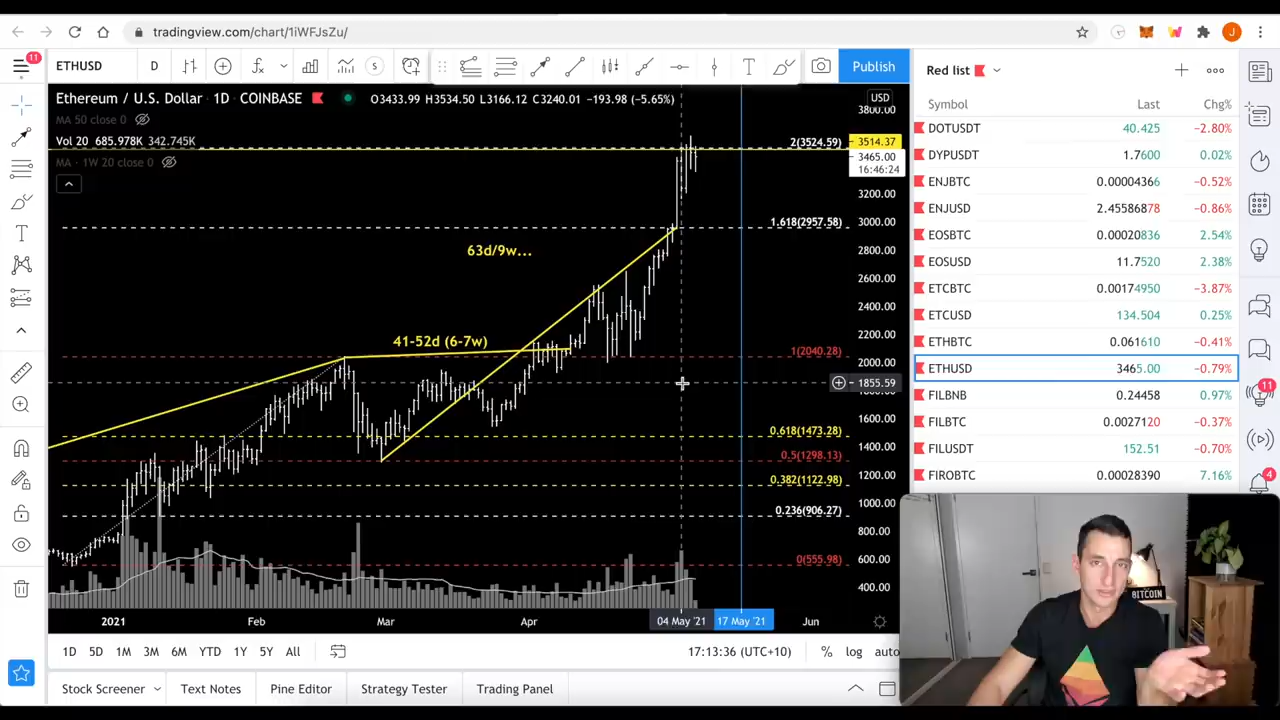 tradingview.com/chart/1iWFJsZu/
J
11
ETHUSD
D
S
T
Publish
Ethereum / U.S. Dollar · 1D · COINBASE O3433.99 H3534.50 L3166.12 C3240.01 −193.98 (−5.65%)
MA 50 close 0
Vol 20 685.978K 342.745K
MA · 1W 20 close 0
USD
3800.00
2(3524.59)
3514.37
3465.00
16:46:24
3200.00
1.618(2957.58)
3000.00
63d/9w...
2800.00
2600.00
2400.00
41-52d (6-7w)
2200.00
1(2040.28)
2000.00
1855.59
1600.00
0.618(1473.28)
1400.00
0.5(1298.13)
1200.00
0.382(1122.98)
1000.00
0.236(906.27)
800.00
0(555.98)
600.00
400.00
2021
Feb
Mar
Apr
04 May '21
17 May '21
Jun
1D 5D 1M 3M 6M YTD 1Y 5Y All
17:13:36 (UTC+10)
% log auto
Stock Screener
Text Notes
Pine Editor
Strategy Tester
Trading Panel
Red list
Symbol Last Chg%
DOTUSDT 40.425 −2.80%
DYPUSDT 1.7600 0.02%
ENJBTC 0.00004366 −0.52%
ENJUSD 2.45586878 −0.86%
EOSBTC 0.00020836 2.54%
EOSUSD 11.7520 2.38%
ETCBTC 0.00174950 −3.87%
ETCUSD 134.504 0.25%
ETHBTC 0.061610 −0.41%
ETHUSD 3465.00 −0.79%
FILBNB 0.24458 0.97%
FILBTC 0.0027120 −0.37%
FILUSDT 152.51 −0.70%
FIROBTC 0.00028390 7.16%
11
4
BITCOIN